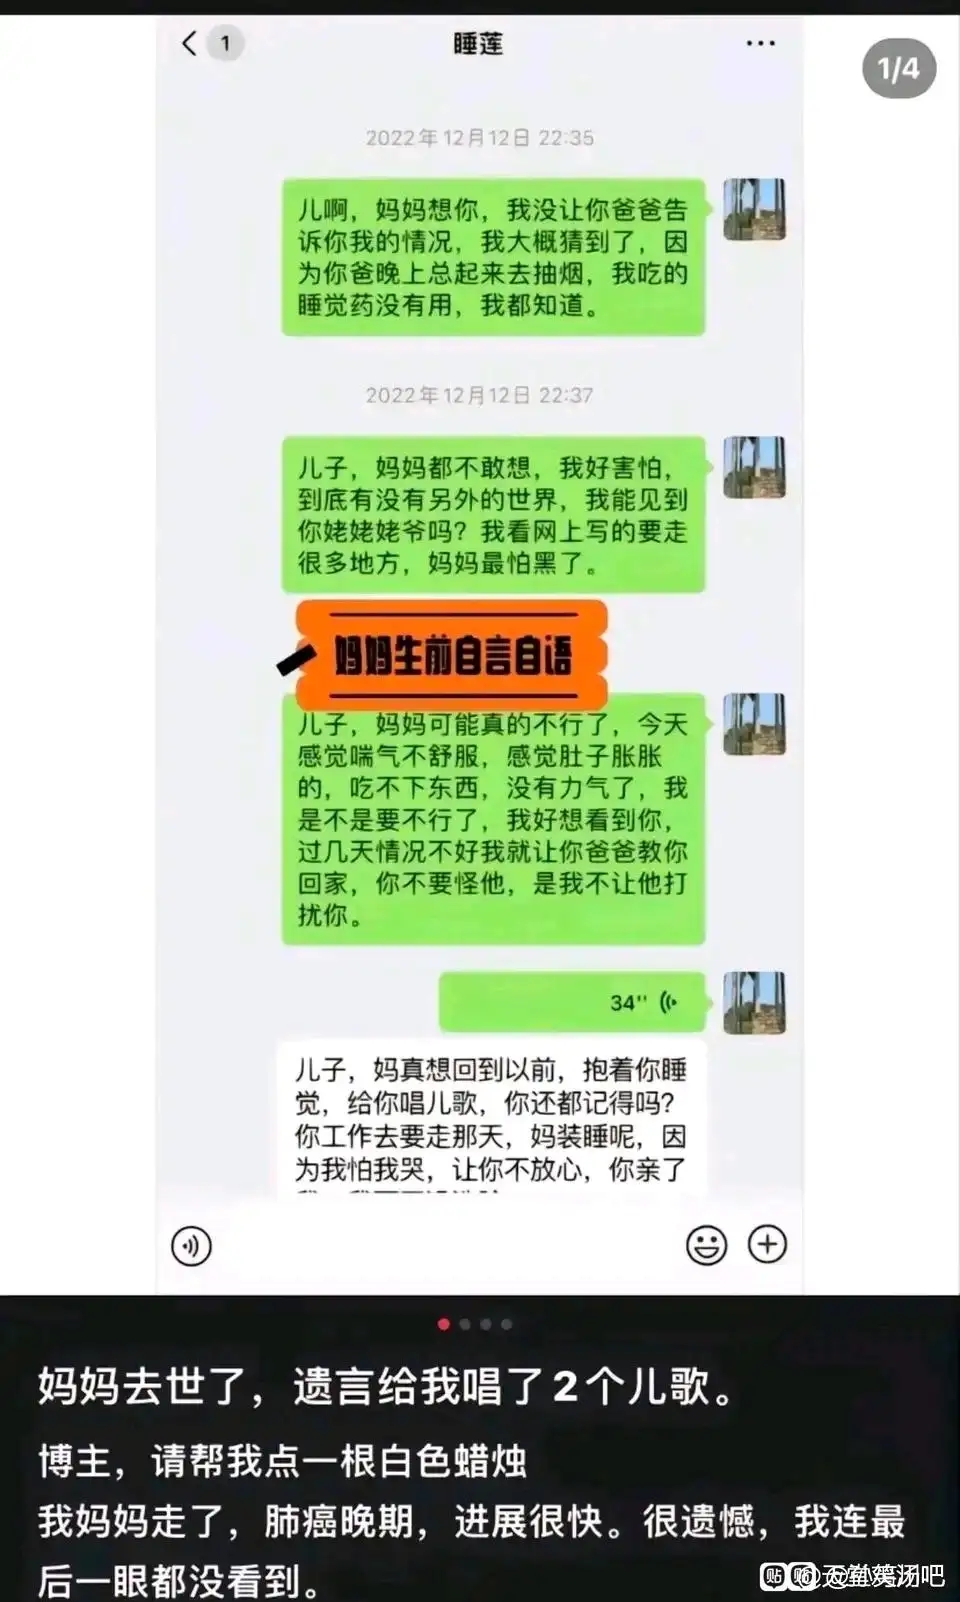 1
睡莲
1/4
2022年12月12日 22:35
儿啊，妈妈想你，我没让你爸爸告
诉你我的情况，我大概猜到了，因
为你爸晚上总起来去抽烟，我吃的
睡觉药没有用，我都知道。
2022年12月12日 22:37
儿子，妈妈都不敢想，我好害怕，
到底有没有另外的世界，我能见到
你姥姥姥爷吗？我看网上写的要走
很多地方，妈妈最怕黑了。
妈妈生前自言自语
儿子，妈妈可能真的不行了，今天
感觉喘气不舒服，感觉肚子胀胀
的，吃不下东西，没有力气了，我
是不是要不行了，我好想看到你，
过几天情况不好我就让你爸爸教你
回家，你不要怪他，是我不让他打
扰你。
34''
儿子，妈真想回到以前，抱着你睡
觉，给你唱儿歌，你还都记得吗？
你工作去要走那天，妈装睡呢，因
为我怕我哭，让你不放心，你亲了
妈妈去世了，遗言给我唱了2个儿歌。
博主，请帮我点一根白色蜡烛
我妈妈走了，肺癌晚期，进展很快。很遗憾，我连最
后一眼都没看到。